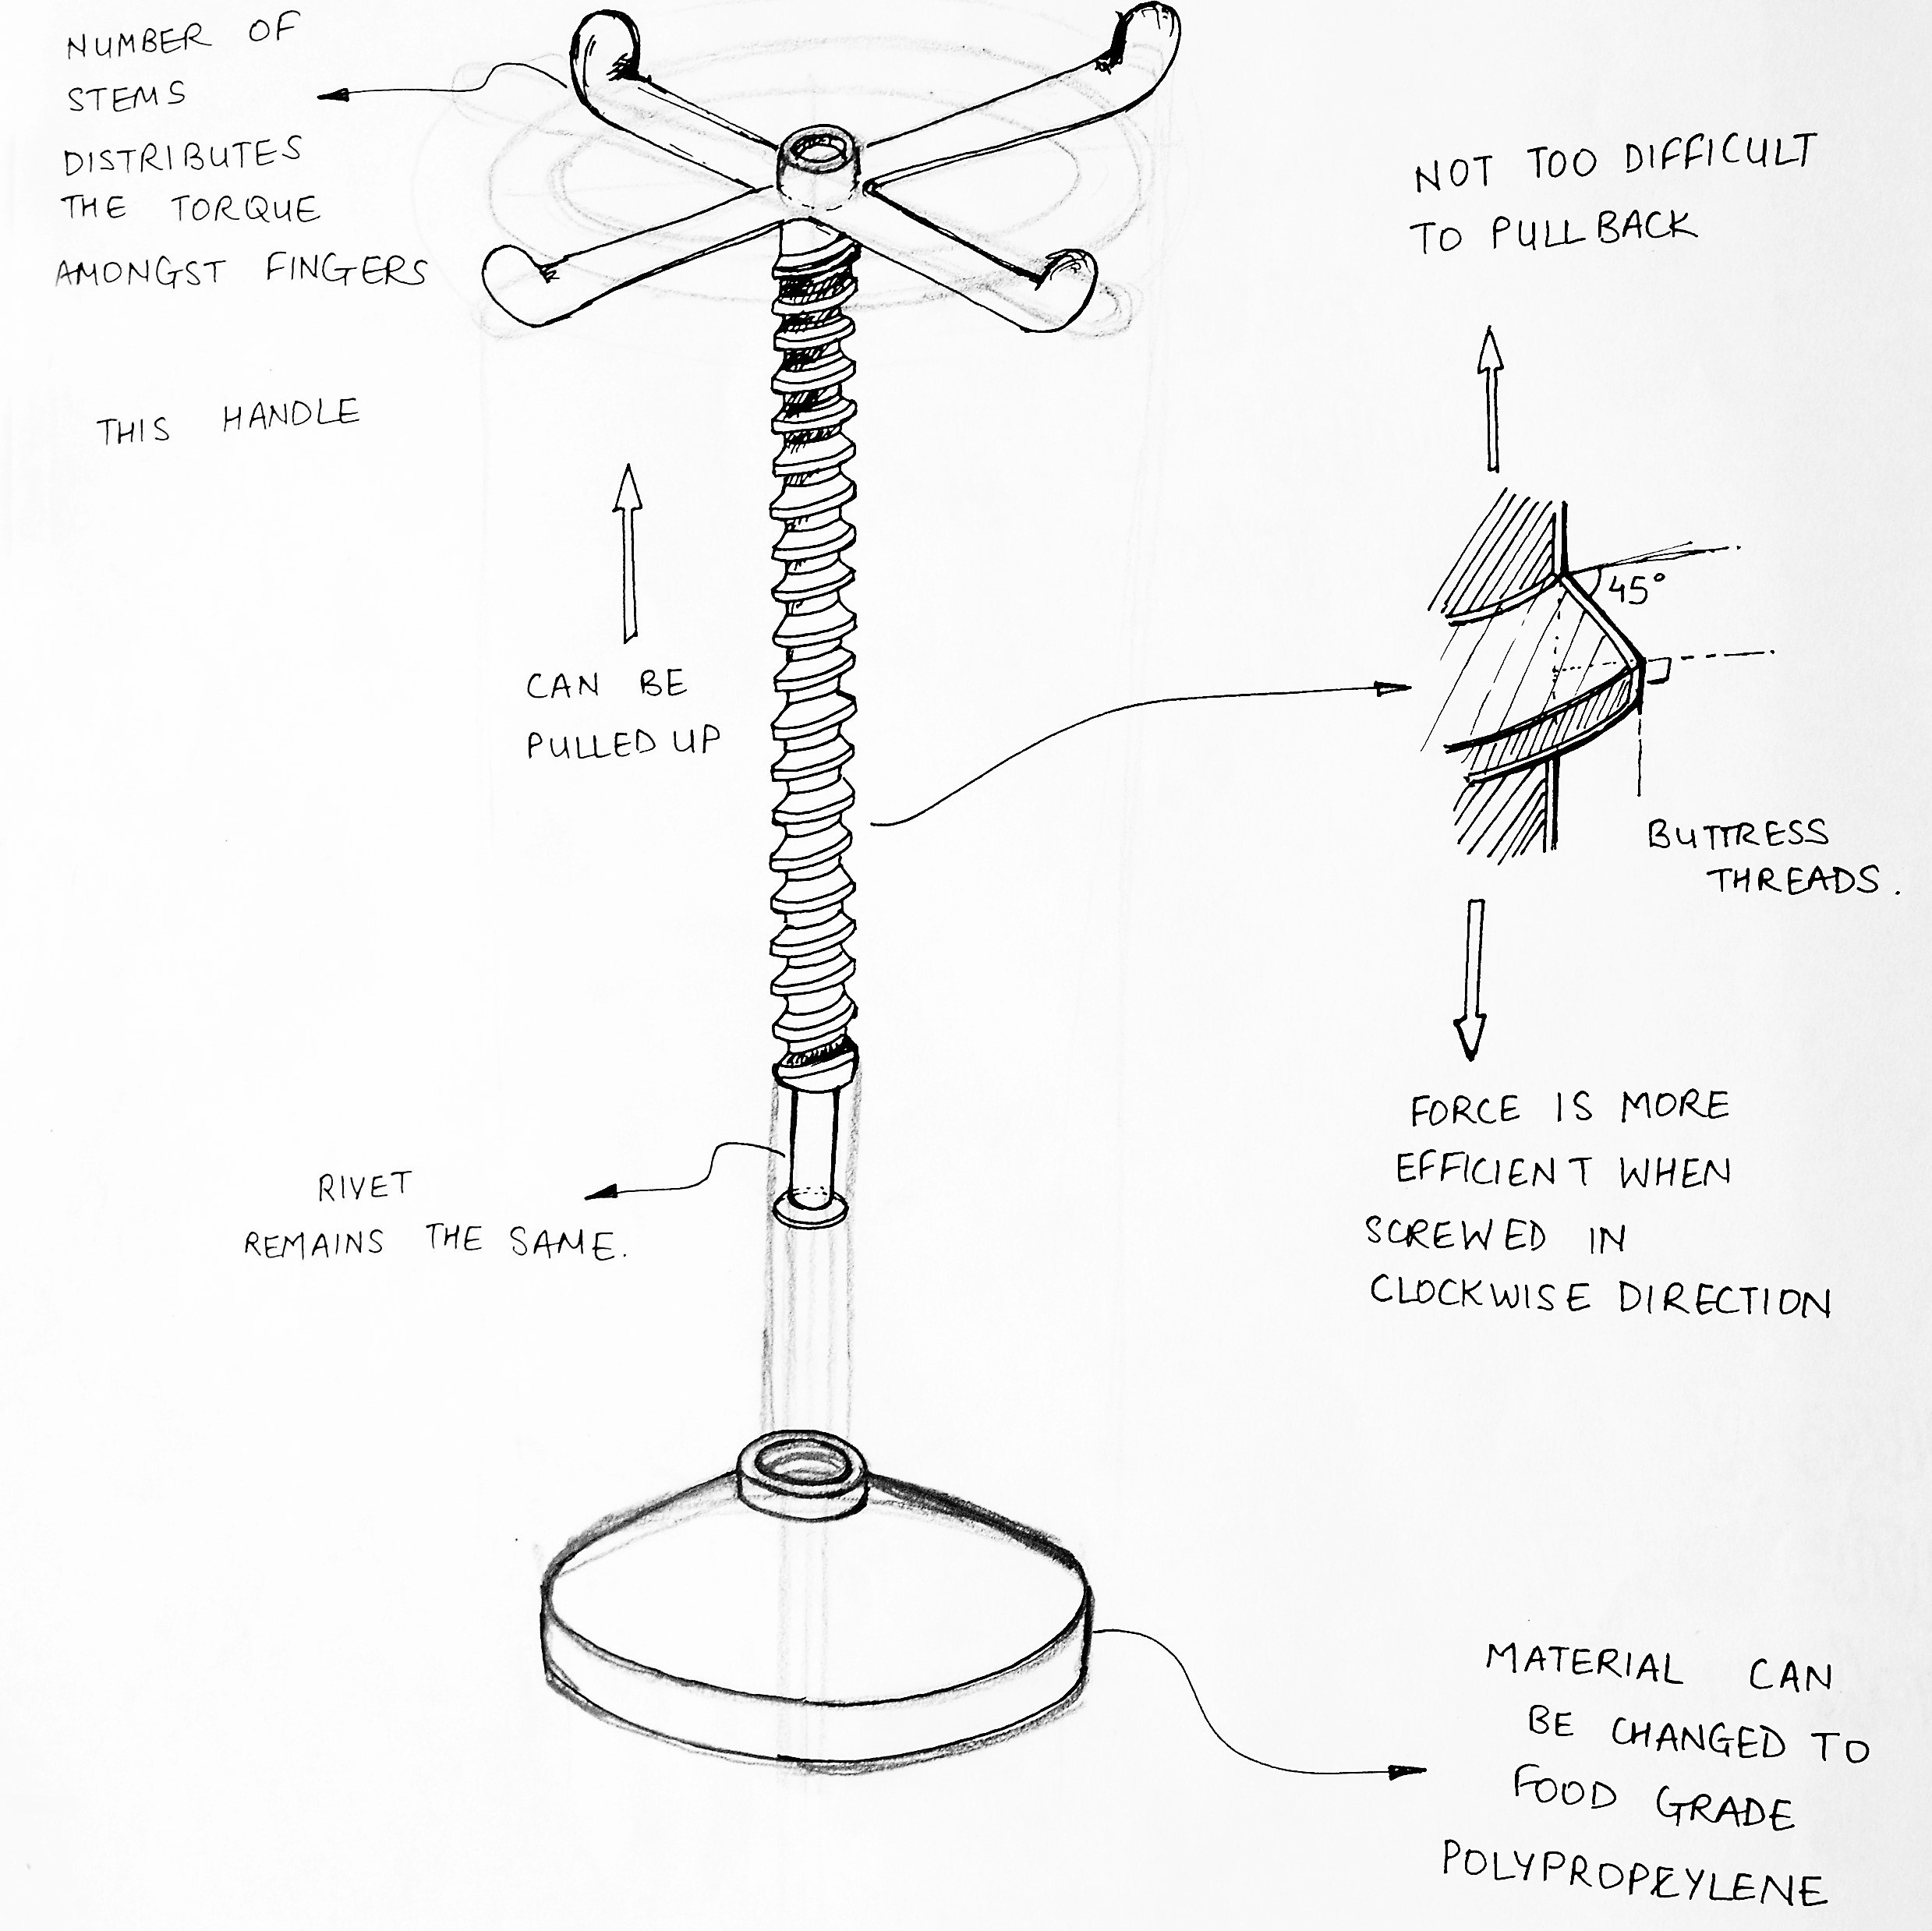 NUMBER OF
STEMS
DISTRIBUTES
THE TORQUE
AMONGST FINGERS
THIS HANDLE
CAN BE
PULLED UP
NOT TOO DIFFICULT
TO PULL BACK
45°
BUTTRESS
THREADS.
FORCE IS MORE
EFFICIENT WHEN
SCREWED IN
CLOCKWISE DIRECTION
RIVET
REMAINS THE SAME.
MATERIAL CAN
BE CHANGED TO
FOOD GRADE
POLYPROPEYLENE